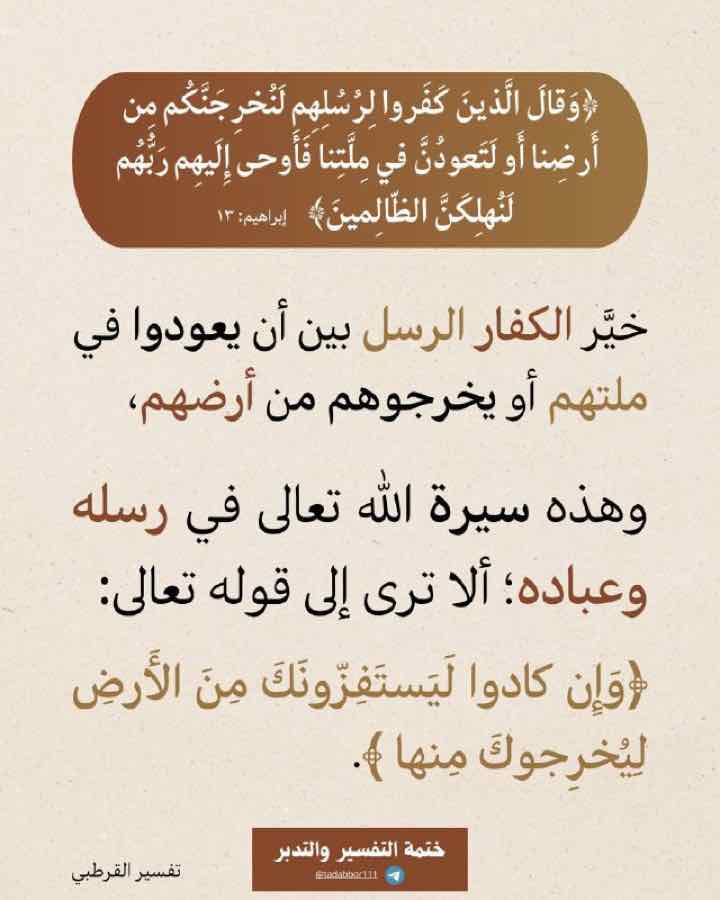 ﴿وَقالَ الَّذينَ كَفَروا لِرُسُلِهِم لَنُخرِجَنَّكُم مِن
أَرضِنا أَو لَتَعودُنَّ في مِلَّتِنا فَأَوحى إِلَيهِم رَبُّهُم
لَنُهلِكَنَّ الظّالِمينَ﴾ إبراهيم: ١٣
خيَّر الكفار الرسل بين أن يعودوا في
ملتهم أو يخرجوهم من أرضهم،
وهذه سيرة الله تعالى في رسله
وعباده؛ ألا ترى إلى قوله تعالى:
﴿وَإِن كادوا لَيَستَفِزّونَكَ مِنَ الأَرضِ
لِيُخرِجوكَ مِنها ﴾.
ختمة التفسير والتدبر
@tadabbor111
تفسير القرطبي